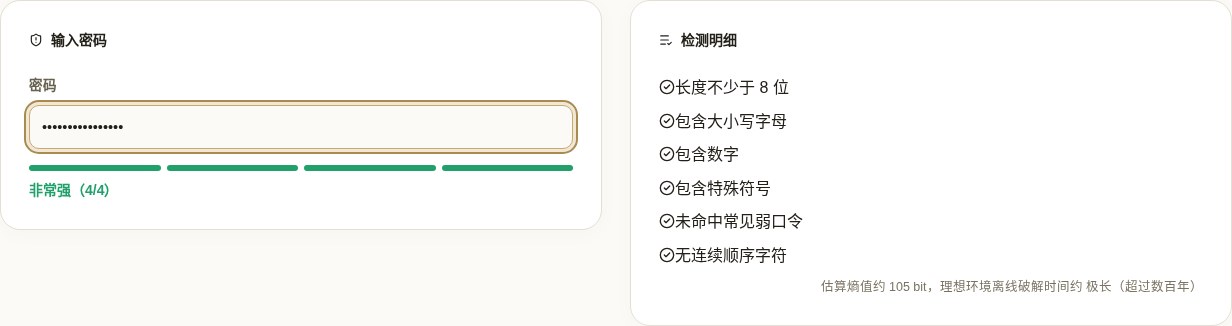 输入密码
密码
••••••••••••••••
非常强（4/4）
检测明细
长度不少于 8 位
包含大小写字母
包含数字
包含特殊符号
未命中常见弱口令
无连续顺序字符
估算熵值约 105 bit，理想环境离线破解时间约 极长（超过数百年）